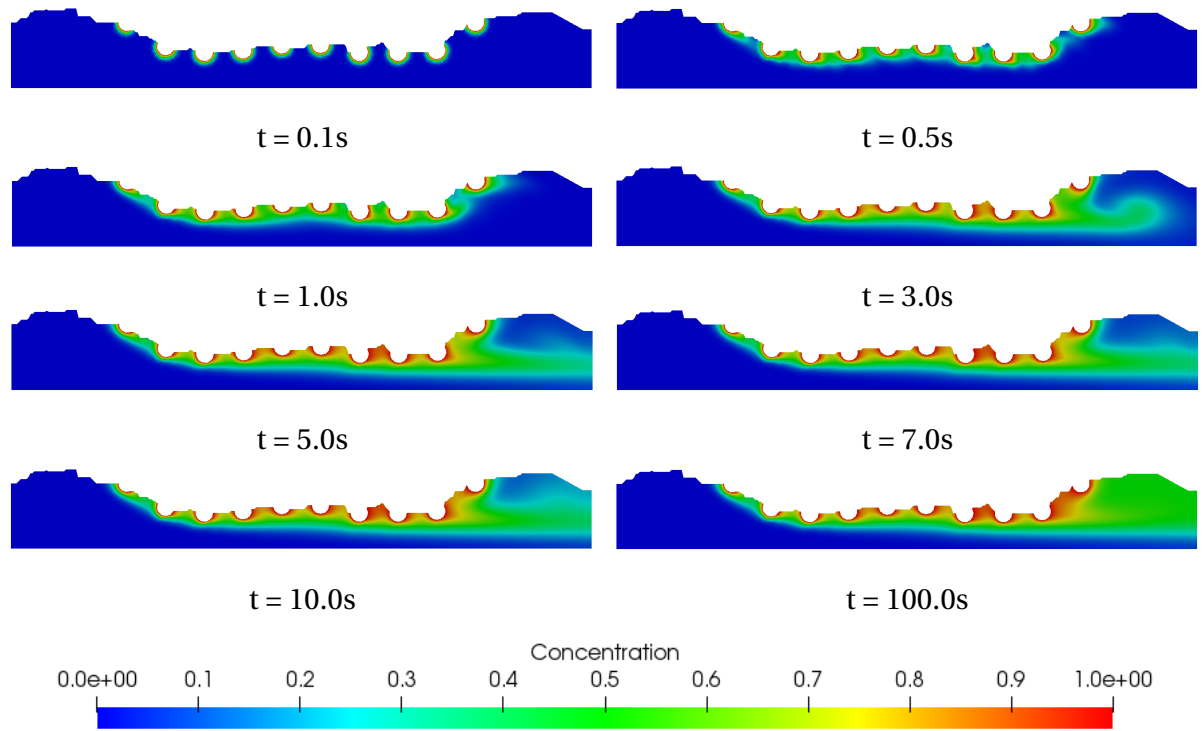 t = 0.1s
t = 0.5s
t = 1.0s
t = 3.0s
t = 5.0s
t = 7.0s
t = 10.0s
t = 100.0s
Concentration
0.0e+00 0.1 0.2 0.3 0.4 0.5 0.6 0.7 0.8 0.9 1.0e+00